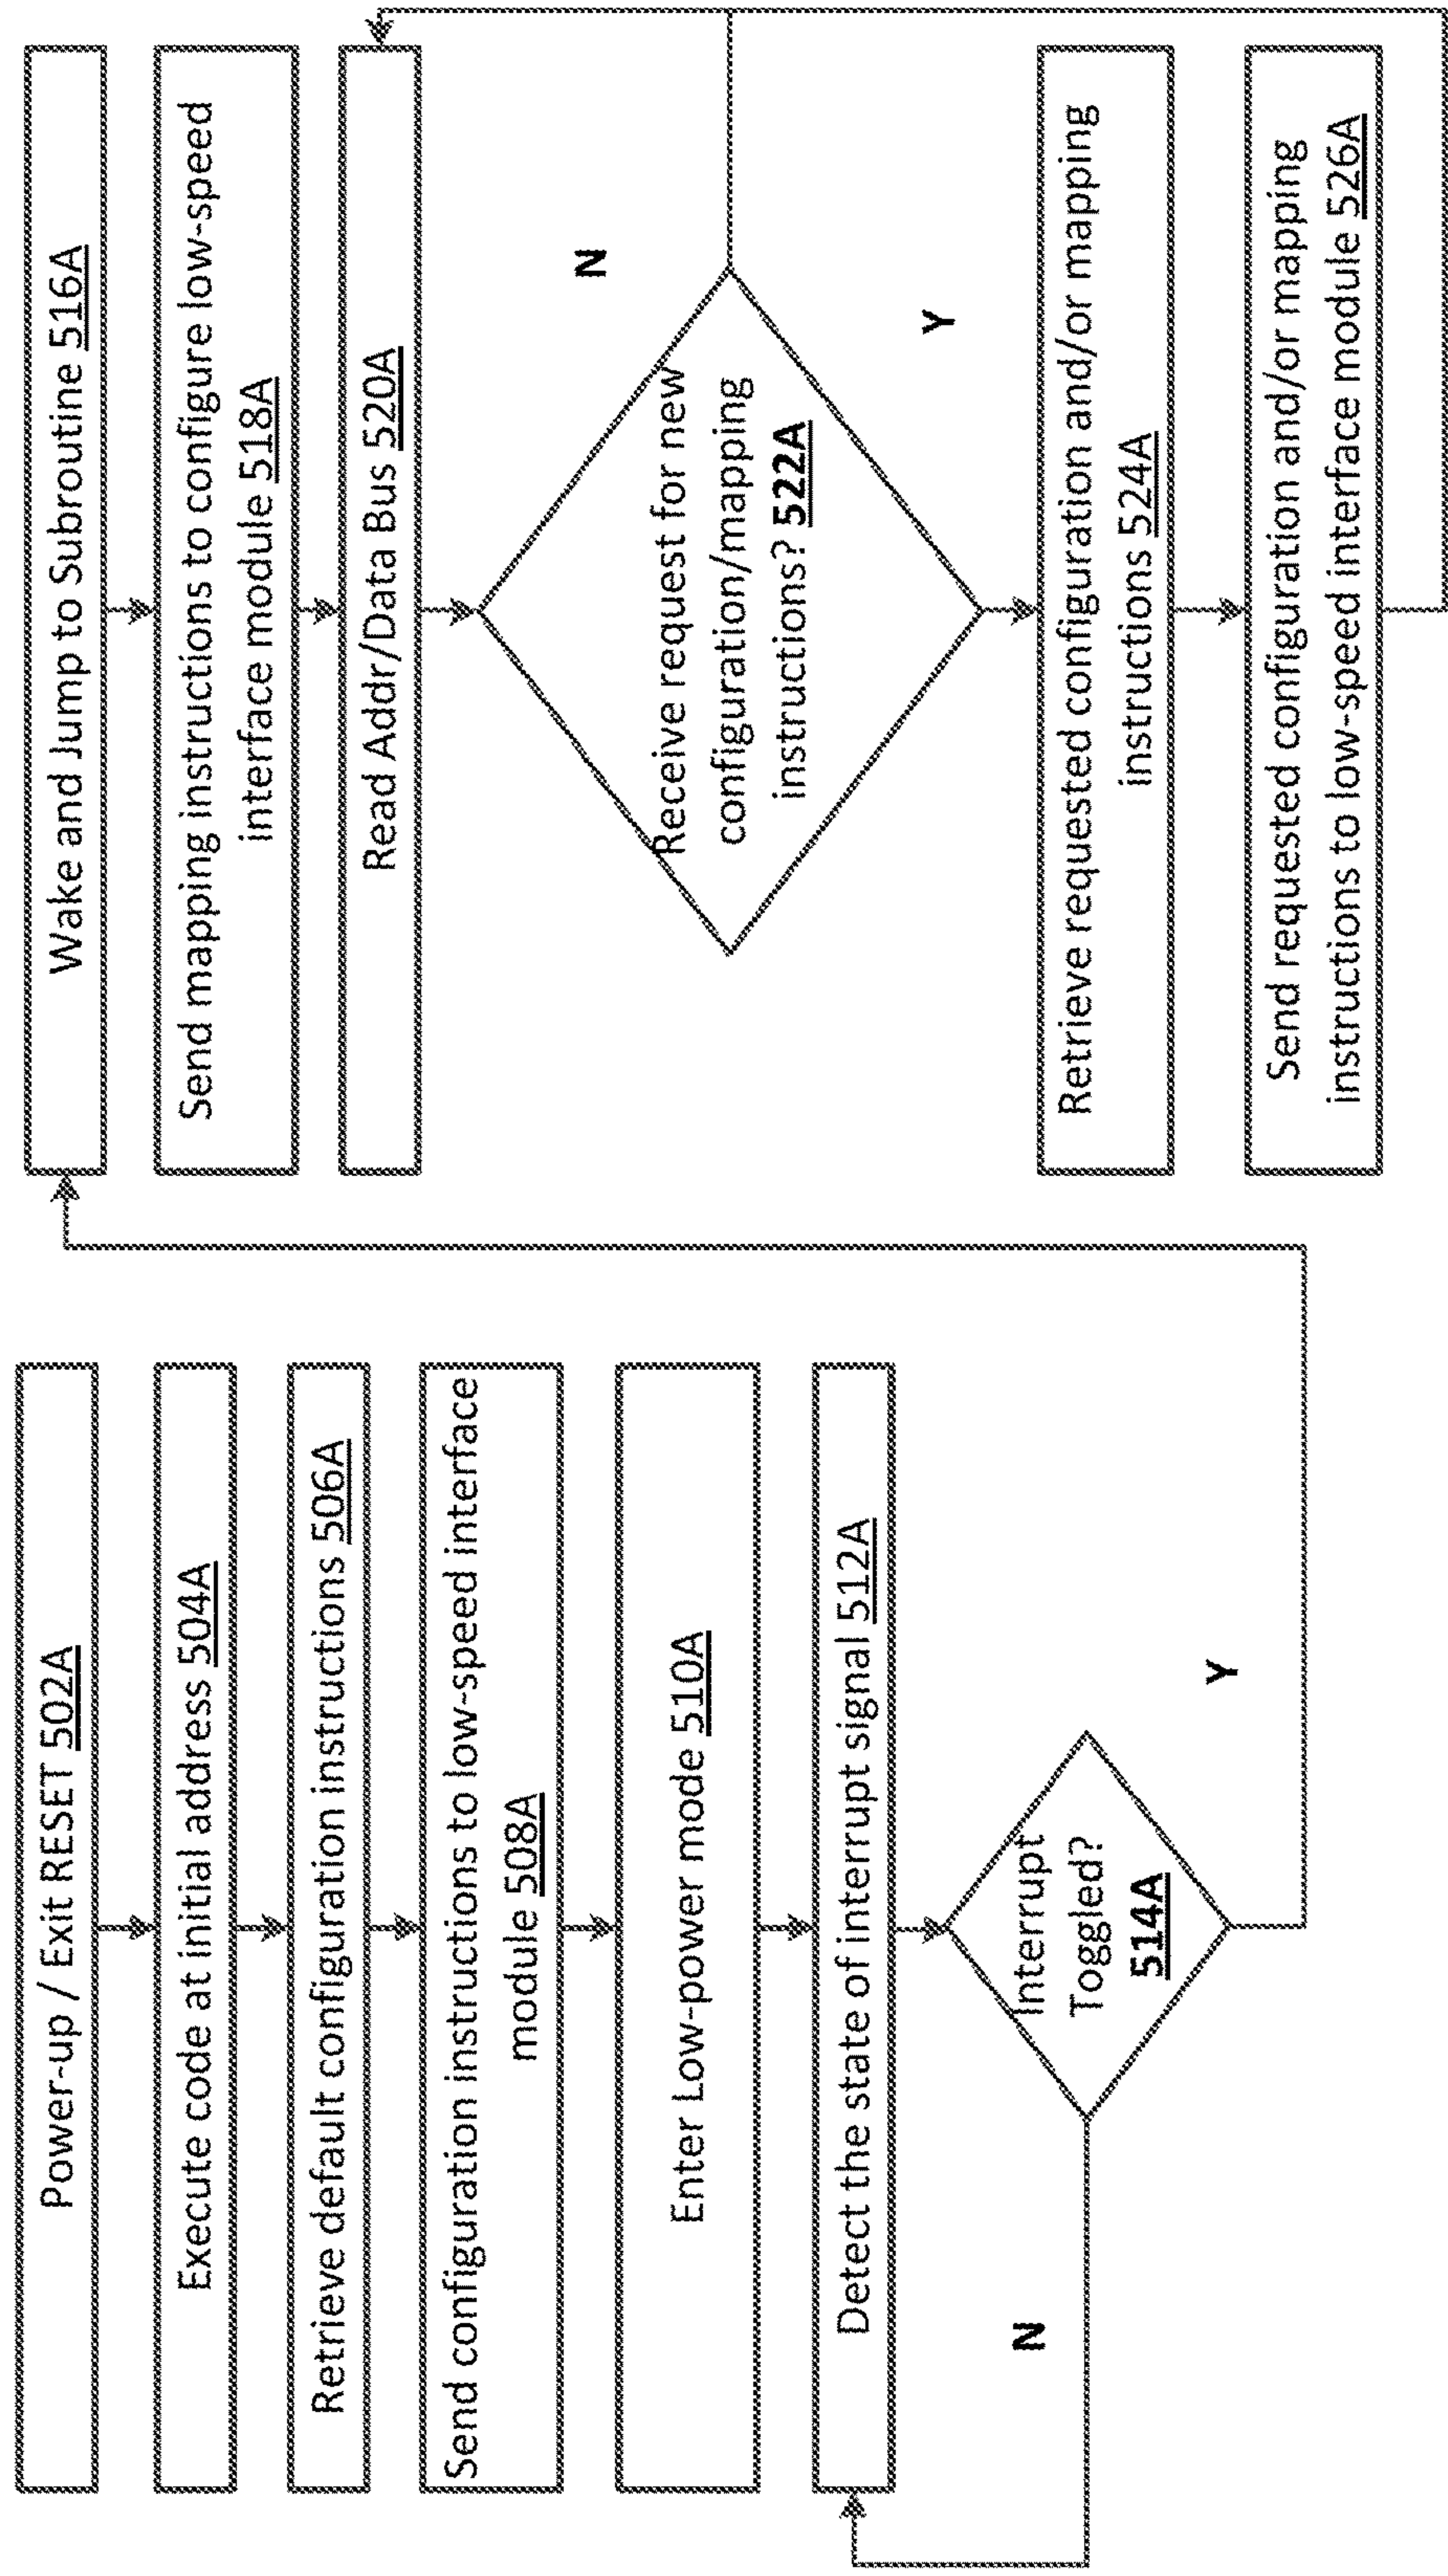 Power-up / Exit RESET 502A
Execute code at initial address 504A
Retrieve default configuration instructions 506A
Send configuration instructions to low-speed interface
module 508A
Enter Low-power mode 510A
Detect the state of interrupt signal 512A
Interrupt
Toggled?
514A
N
Y
Wake and Jump to Subroutine 516A
Send mapping instructions to configure low-speed
interface module 518A
Read Addr/Data Bus 520A
Receive request for new
configuration/mapping
instructions? 522A
N
Y
Retrieve requested configuration and/or mapping
instructions 524A
Send requested configuration and/or mapping
instructions to low-speed interface module 526A